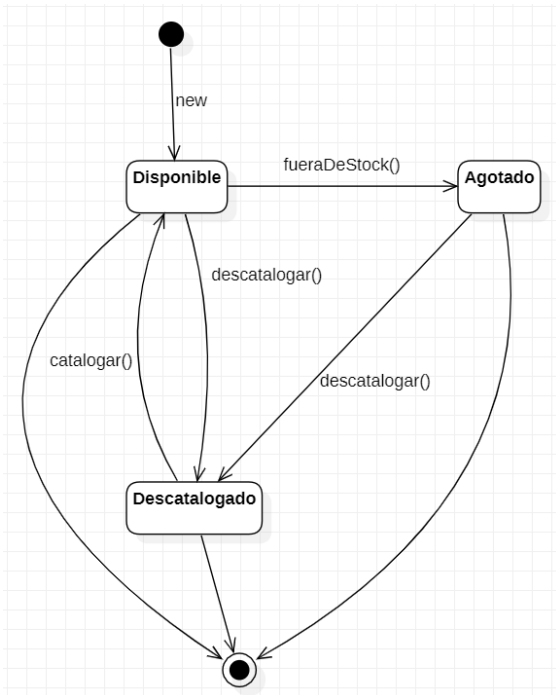 new
Disponible
fueraDeStock()
Agotado
descatalogar()
catalogar()
descatalogar()
Descatalogado